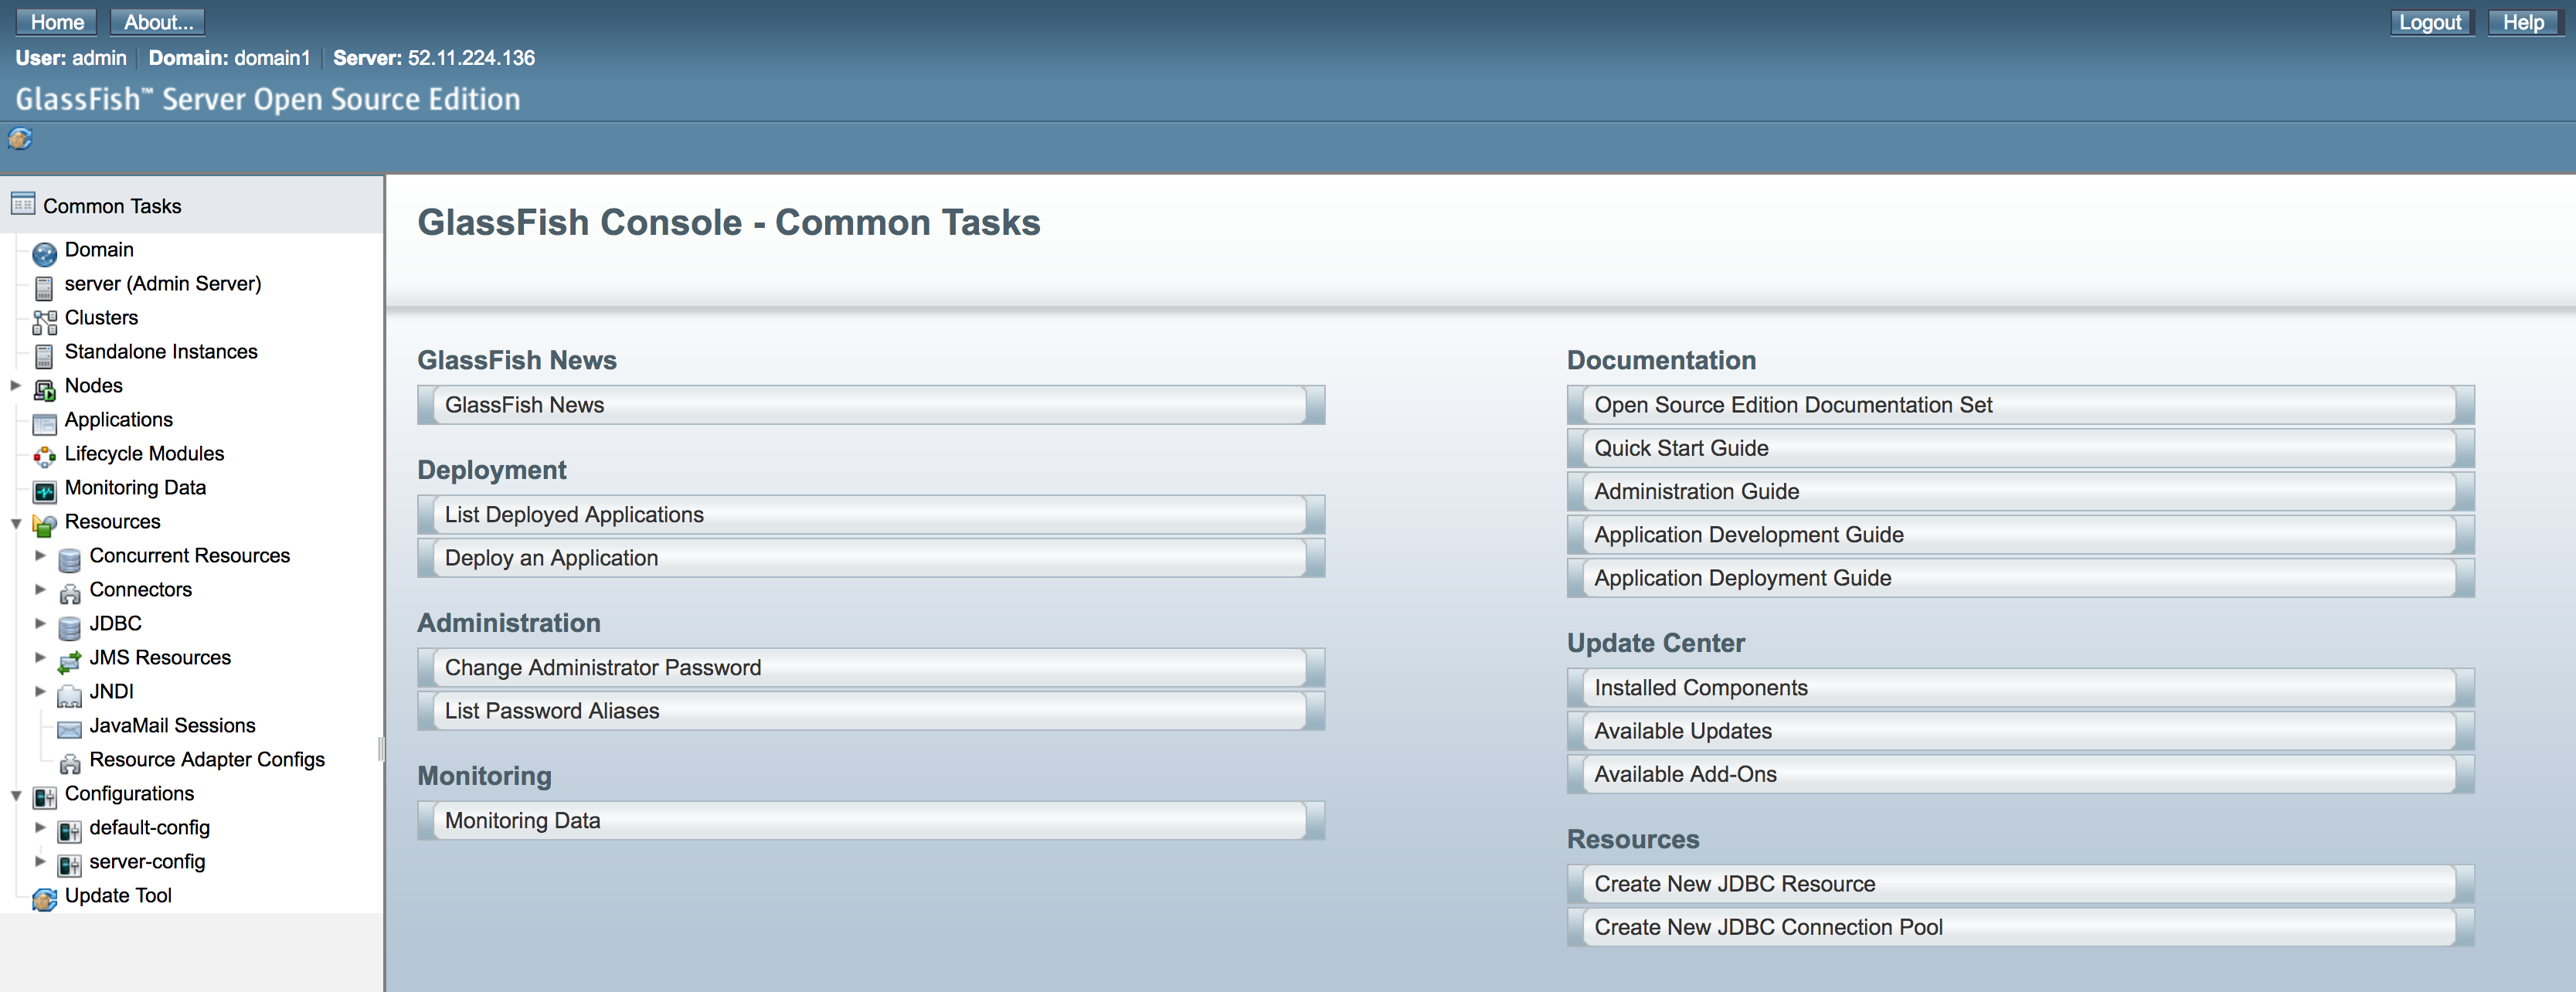 Home About... Logout Help
User: admin Domain: domain1 Server: 52.11.224.136
GlassFish™ Server Open Source Edition
Common Tasks
Domain
server (Admin Server)
Clusters
Standalone Instances
Nodes
Applications
Lifecycle Modules
Monitoring Data
Resources
Concurrent Resources
Connectors
JDBC
JMS Resources
JNDI
JavaMail Sessions
Resource Adapter Configs
Configurations
default-config
server-config
Update Tool
GlassFish Console - Common Tasks
GlassFish News
GlassFish News
Deployment
List Deployed Applications
Deploy an Application
Administration
Change Administrator Password
List Password Aliases
Monitoring
Monitoring Data
Documentation
Open Source Edition Documentation Set
Quick Start Guide
Administration Guide
Application Development Guide
Application Deployment Guide
Update Center
Installed Components
Available Updates
Available Add-Ons
Resources
Create New JDBC Resource
Create New JDBC Connection Pool